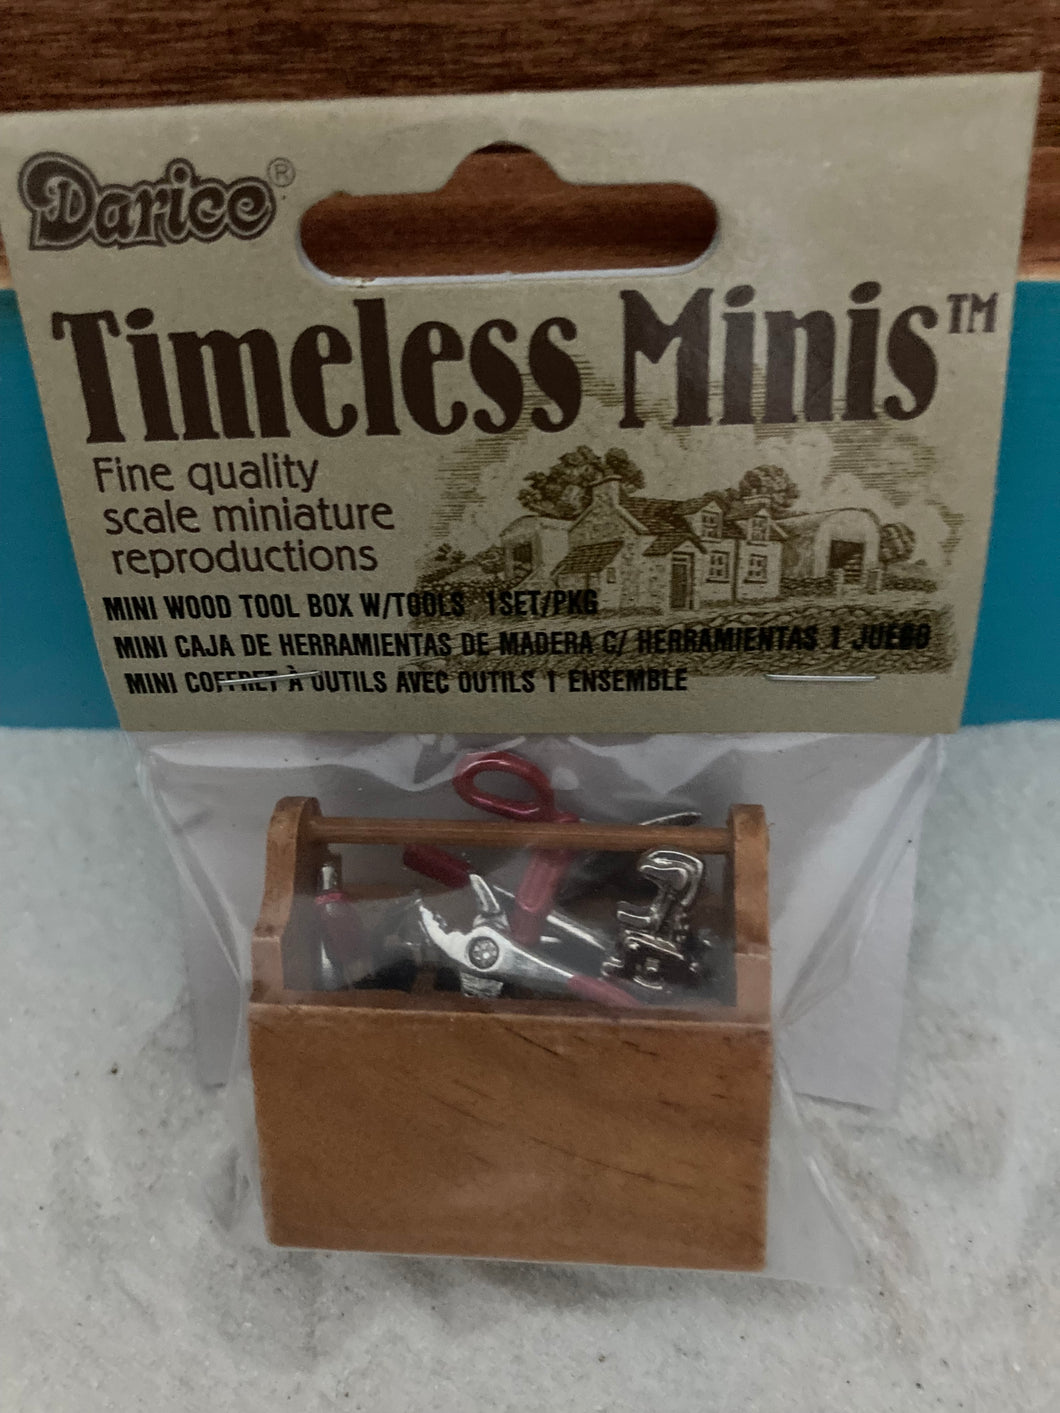 Darice®
Timeless Minis™
Fine quality
scale miniature
reproductions
MINI WOOD TOOL BOX W/TOOLS 1SET/PKG
MINI CAJA DE HERRAMIENTAS DE MADERA C/ HERRAMIENTAS 1 JUEGO
MINI COFFRET À OUTILS AVEC OUTILS 1 ENSEMBLE